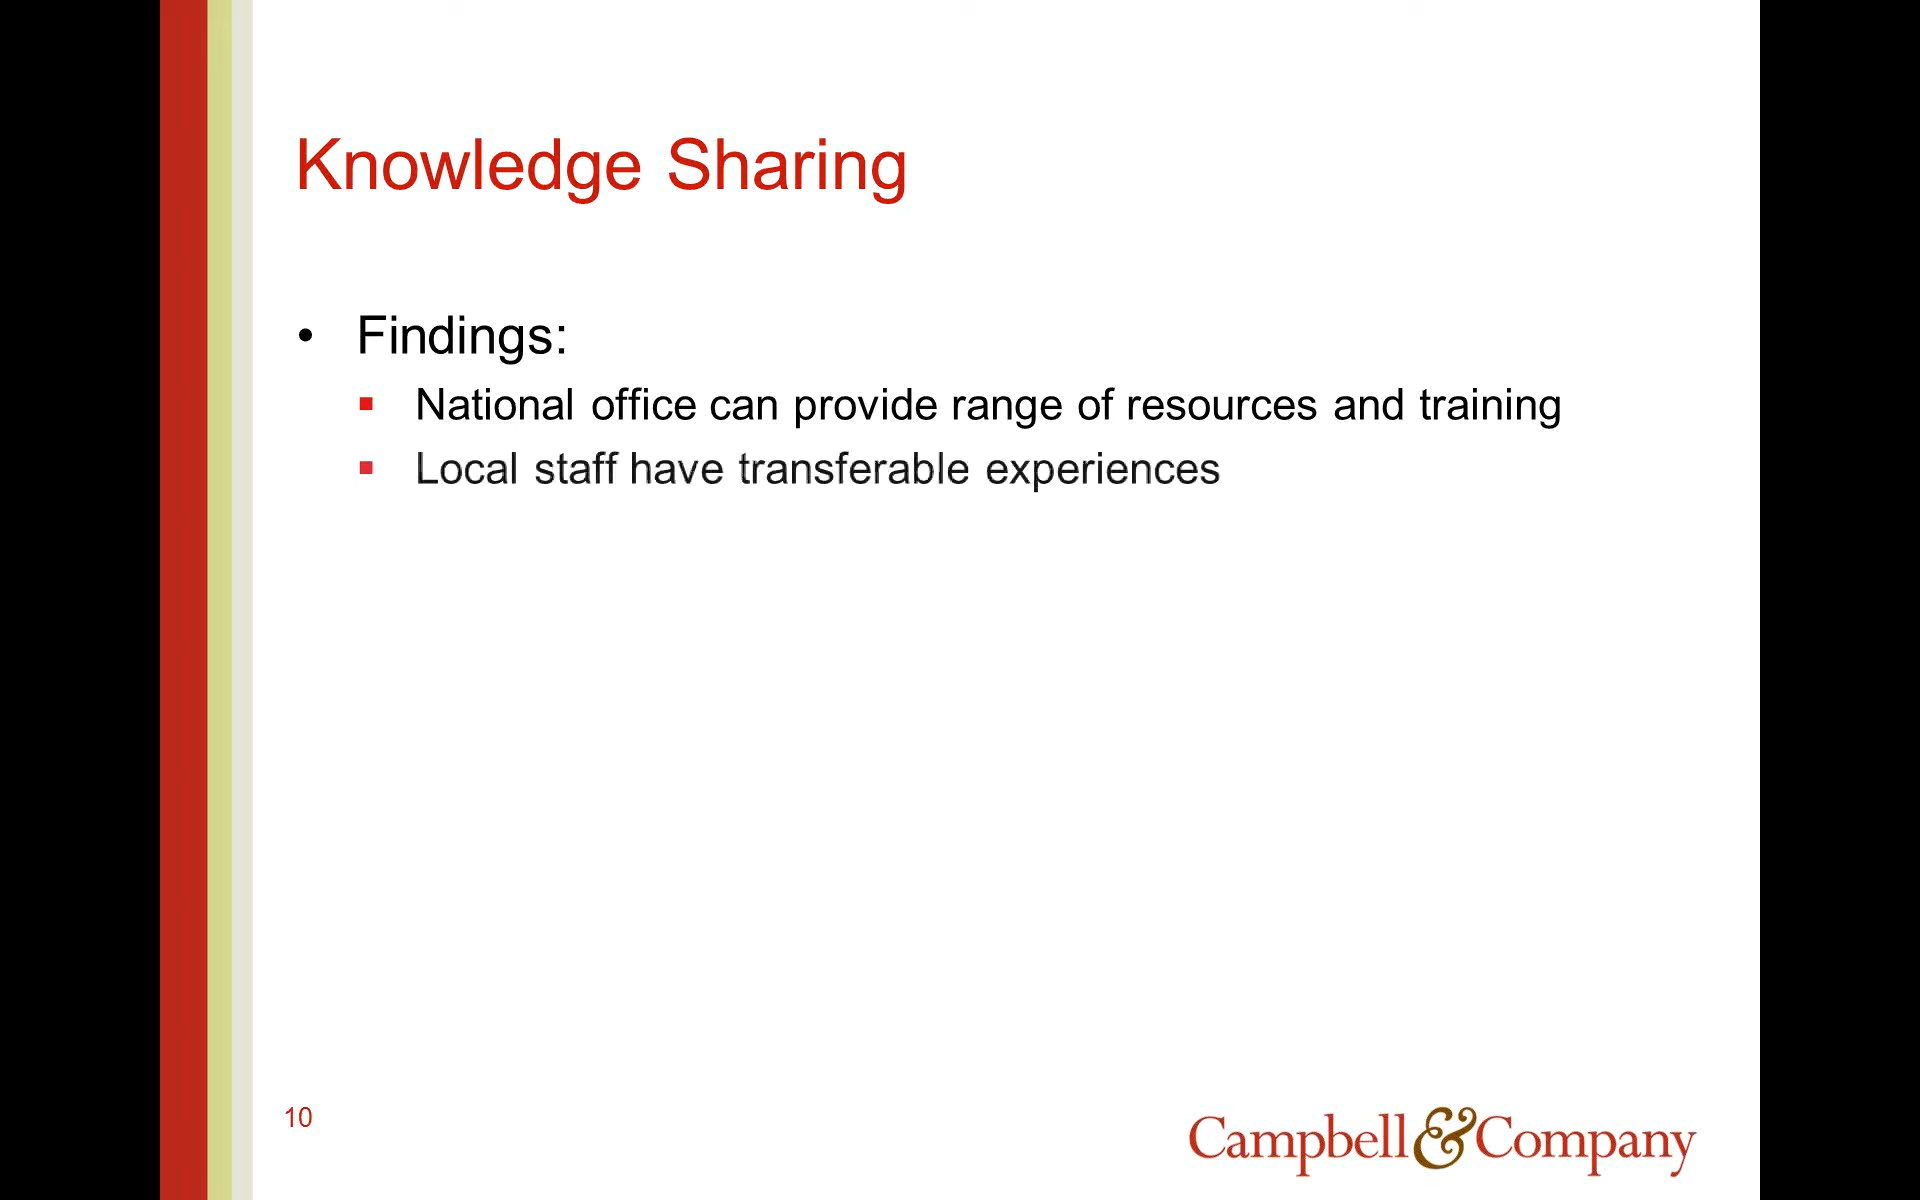 Knowledge Sharing
• Findings:
▪ National office can provide range of resources and training
▪ Local staff have transferable experiences
10
Campbell & Company